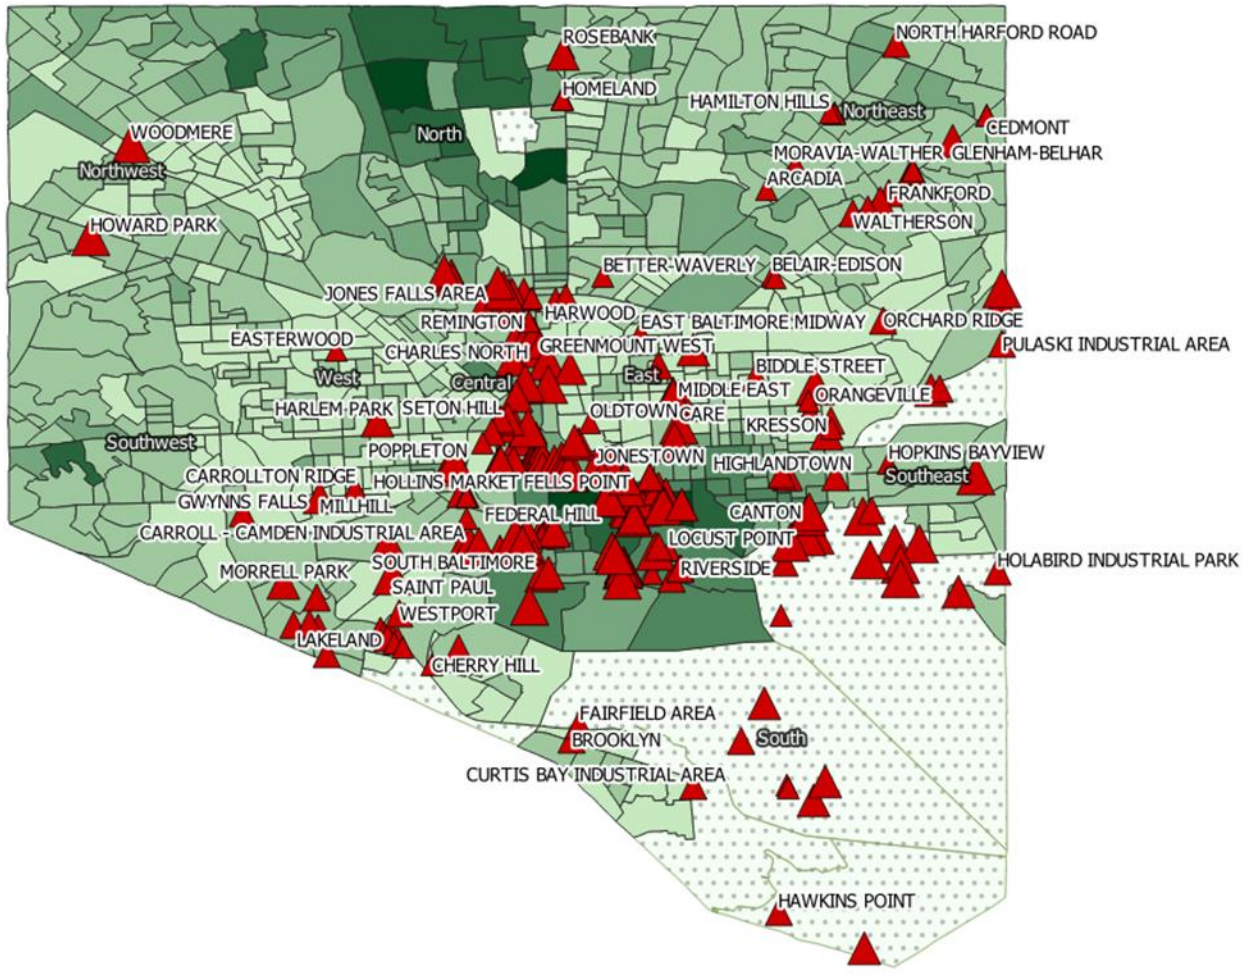 ROSEBANK
NORTH HARFORD ROAD
HOMELAND
HAMILTON HILLS
Northeast
WOODMERE
North
CEDMONT
MORAVIA-WALTHER
GLENHAM-BELHAR
Northwest
ARCADIA
FRANKFORD
HOWARD PARK
WALTHERSON
BETTER-WAVERLY
BELAIR-EDISON
JONES FALLS AREA
HARWOOD
REMINGTON
EAST BALTIMORE MIDWAY
ORCHARD RIDGE
EASTERWOOD
CHARLES NORTH
GREENMOUNT WEST
PULASKI INDUSTRIAL AREA
West
Central
East
BIDDLE STREET
MIDDLE EAST
ORANGEVILLE
HARLEM PARK
SETON HILL
OLDTOWN
CARE
KRESSON
Southwest
POPPLETON
JONESTOWN
HIGHLANDTOWN
HOPKINS BAYVIEW
CARROLLTON RIDGE
HOLLINS MARKET
FELLS POINT
Southeast
GWYNNS FALLS
MILLHILL
FEDERAL HILL
CANTON
CARROLL - CAMDEN INDUSTRIAL AREA
LOCUST POINT
SOUTH BALTIMORE
RIVERSIDE
HOLABIRD INDUSTRIAL PARK
MORRELL PARK
SAINT PAUL
WESTPORT
LAKELAND
CHERRY HILL
FAIRFIELD AREA
BROOKLYN
South
CURTIS BAY INDUSTRIAL AREA
HAWKINS POINT